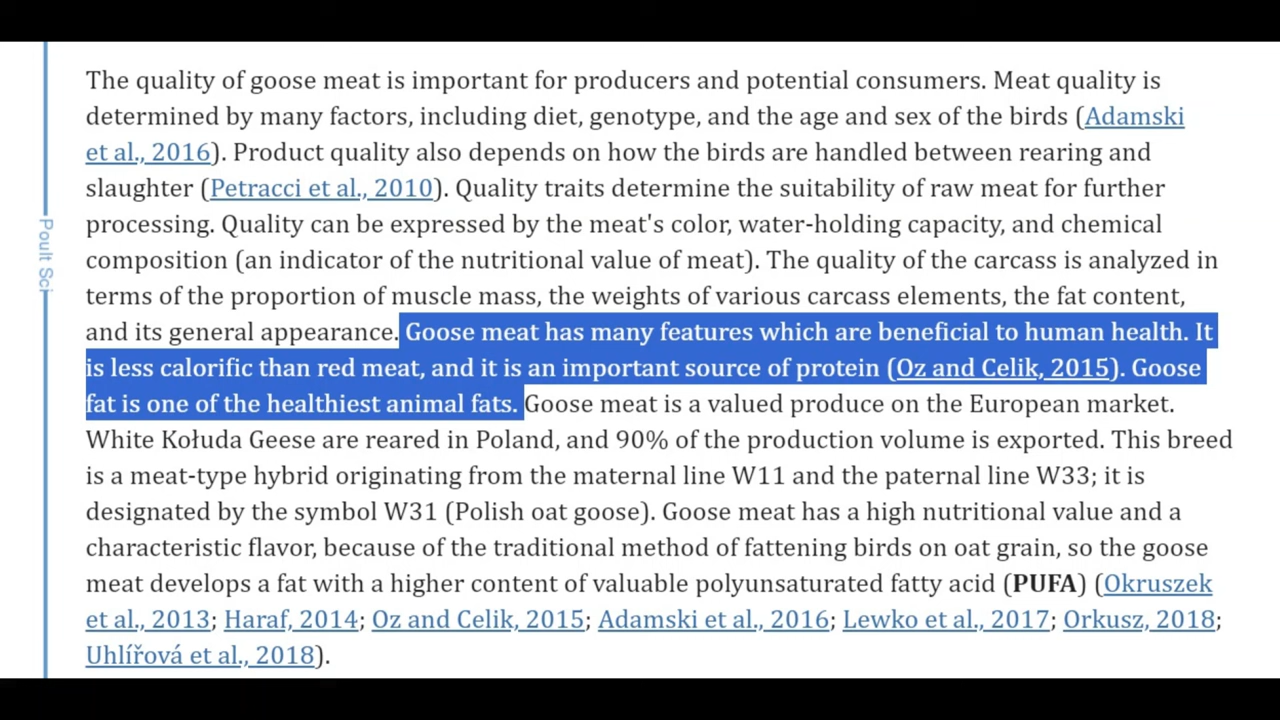 The quality of goose meat is important for producers and potential consumers. Meat quality is
determined by many factors, including diet, genotype, and the age and sex of the birds (Adamski
et al., 2016). Product quality also depends on how the birds are handled between rearing and
slaughter (Petracci et al., 2010). Quality traits determine the suitability of raw meat for further
processing. Quality can be expressed by the meat's color, water-holding capacity, and chemical
composition (an indicator of the nutritional value of meat). The quality of the carcass is analyzed in
terms of the proportion of muscle mass, the weights of various carcass elements, the fat content,
and its general appearance. Goose meat has many features which are beneficial to human health. It
is less calorific than red meat, and it is an important source of protein (Oz and Celik, 2015). Goose
fat is one of the healthiest animal fats. Goose meat is a valued produce on the European market.
White Kołuda Geese are reared in Poland, and 90% of the production volume is exported. This breed
is a meat-type hybrid originating from the maternal line W11 and the paternal line W33; it is
designated by the symbol W31 (Polish oat goose). Goose meat has a high nutritional value and a
characteristic flavor, because of the traditional method of fattening birds on oat grain, so the goose
meat develops a fat with a higher content of valuable polyunsaturated fatty acid (PUFA) (Okruszek
et al., 2013; Haraf, 2014; Oz and Celik, 2015; Adamski et al., 2016; Lewko et al., 2017; Orkusz, 2018;
Uhlířová et al., 2018).
Poult Sci